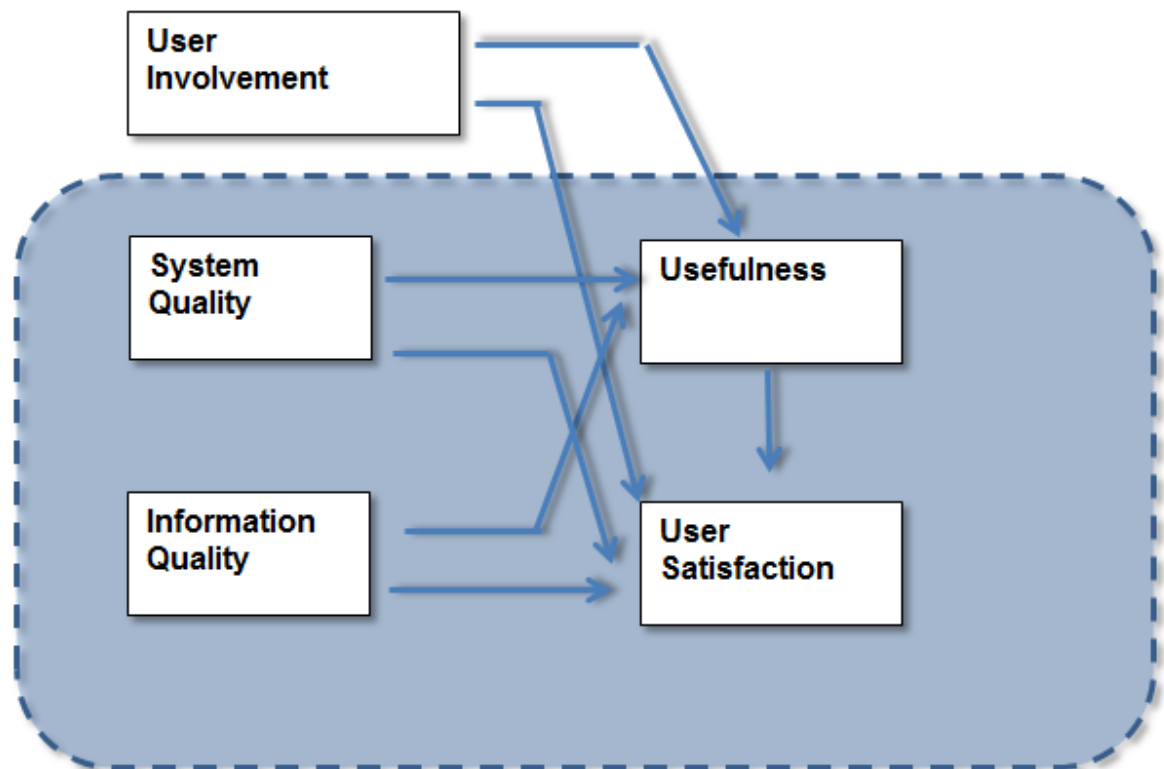 User
Involvement
System
Quality
Usefulness
Information
Quality
User
Satisfaction